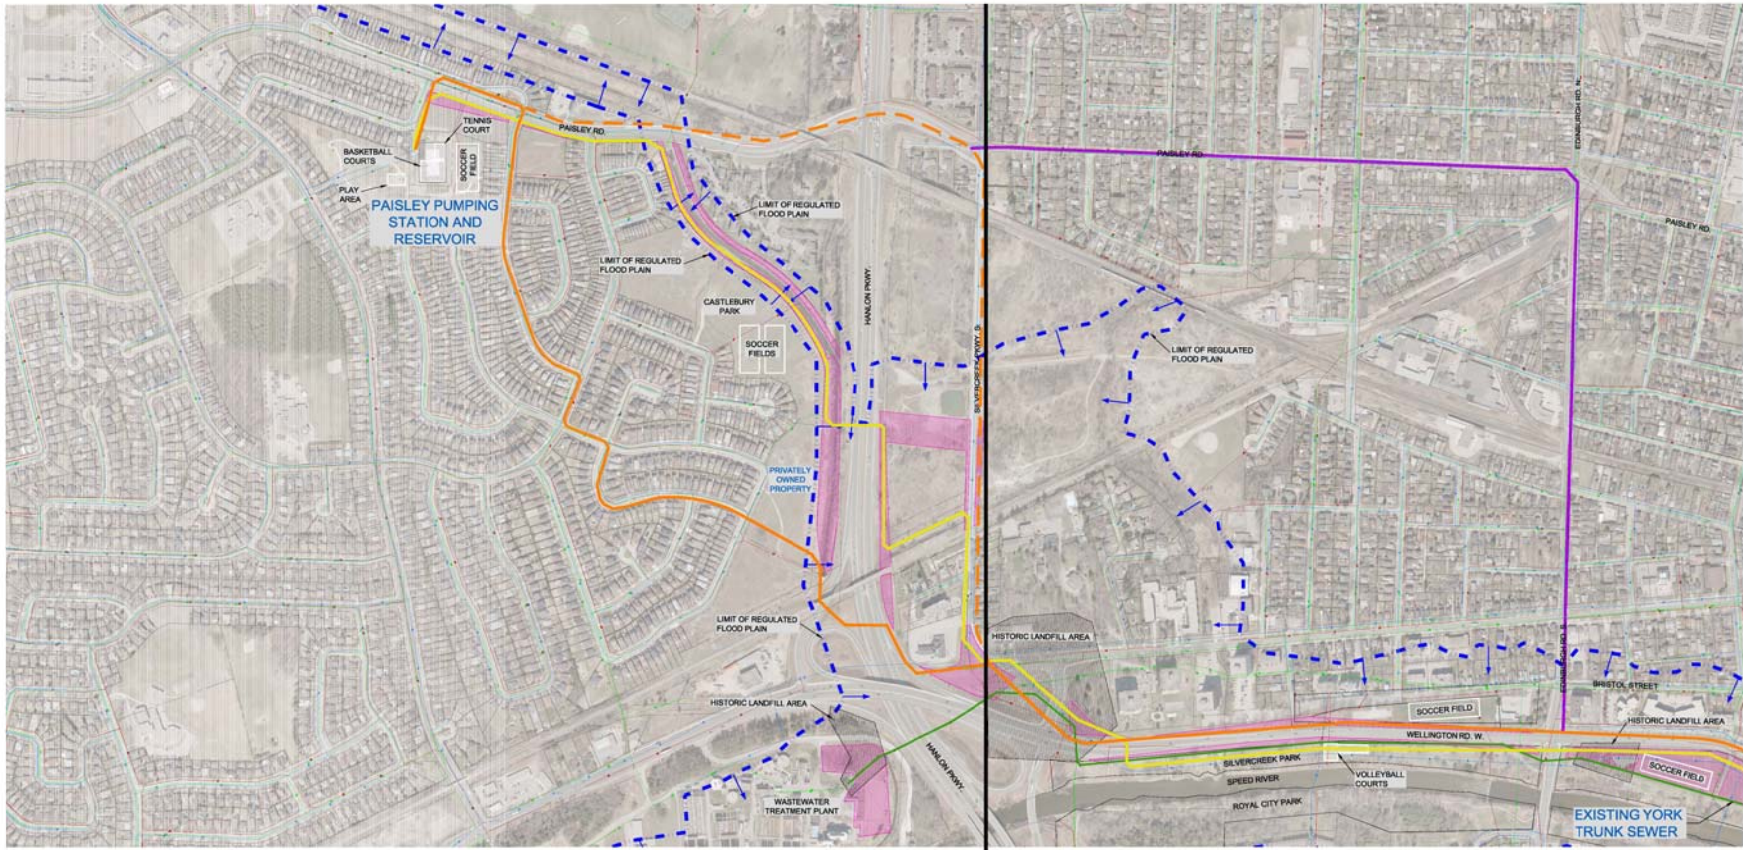 EDINBURGH RD. N.
TENNIS
COURT
PAISLEY RD.
BASKETBALL
COURTS
SOCCER
FIELD
PAISLEY RD.
PLAY
AREA
PAISLEY PUMPING
STATION AND
RESERVOIR
LIMIT OF REGULATED
FLOOD PLAIN
PAISLEY RD.
LIMIT OF REGULATED
FLOOD PLAIN
CASTLEBURY
PARK
HANLON PKWY.
SOCCER
FIELDS
SILVERCREEK PKWY. S.
LIMIT OF REGULATED
FLOOD PLAIN
PRIVATELY
OWNED
PROPERTY
LIMIT OF REGULATED
FLOOD PLAIN
HISTORIC LANDFILL AREA
EDINBURGH RD. S.
BRISTOL STREET
HISTORIC LANDFILL AREA
SOCCER FIELD
HISTORIC LANDFILL AREA
WELLINGTON RD. W.
HANLON PKWY.
SILVERCREEK PARK
SOCCER FIELD
SPEED RIVER
VOLLEYBALL
COURTS
WASTEWATER
TREATMENT PLANT
ROYAL CITY PARK
EXISTING YORK
TRUNK SEWER